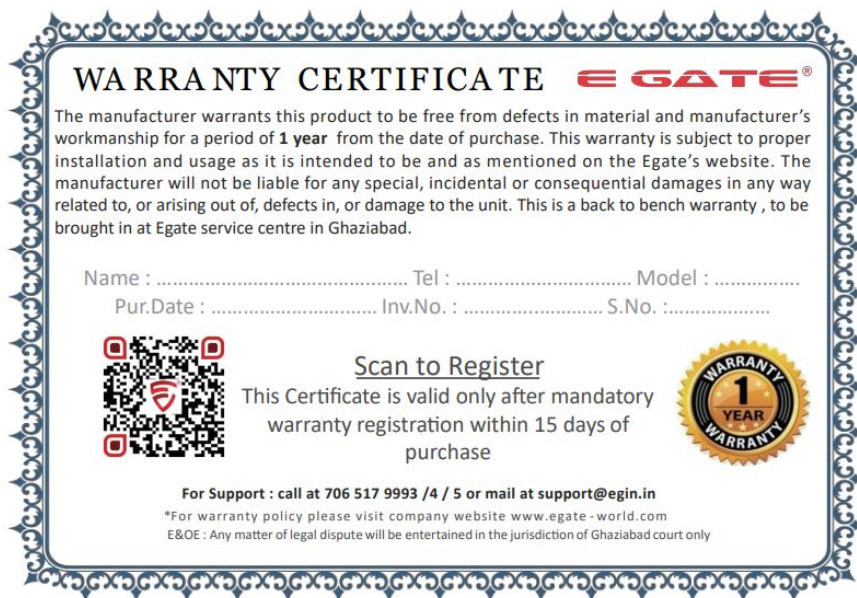 WARRANTY CERTIFICATE E GATE®
The manufacturer warrants this product to be free from defects in material and manufacturer's
workmanship for a period of 1 year from the date of purchase. This warranty is subject to proper
installation and usage as it is intended to be and as mentioned on the Egate's website. The
manufacturer will not be liable for any special, incidental or consequential damages in any way
related to, or arising out of, defects in, or damage to the unit. This is a back to bench warranty , to be
brought in at Egate service centre in Ghaziabad.
Name : ................................................ Tel : ................................. Model : ................
Pur.Date : ............................... Inv.No. : .......................... S.No. :...................
Scan to Register
This Certificate is valid only after mandatory
warranty registration within 15 days of
purchase
WARRANTY
1
YEAR
WARRANTY
For Support : call at 706 517 9993 /4 / 5 or mail at support@egin.in
*For warranty policy please visit company website www.egate-world.com
E&OE : Any matter of legal dispute will be entertained in the jurisdiction of Ghaziabad court only